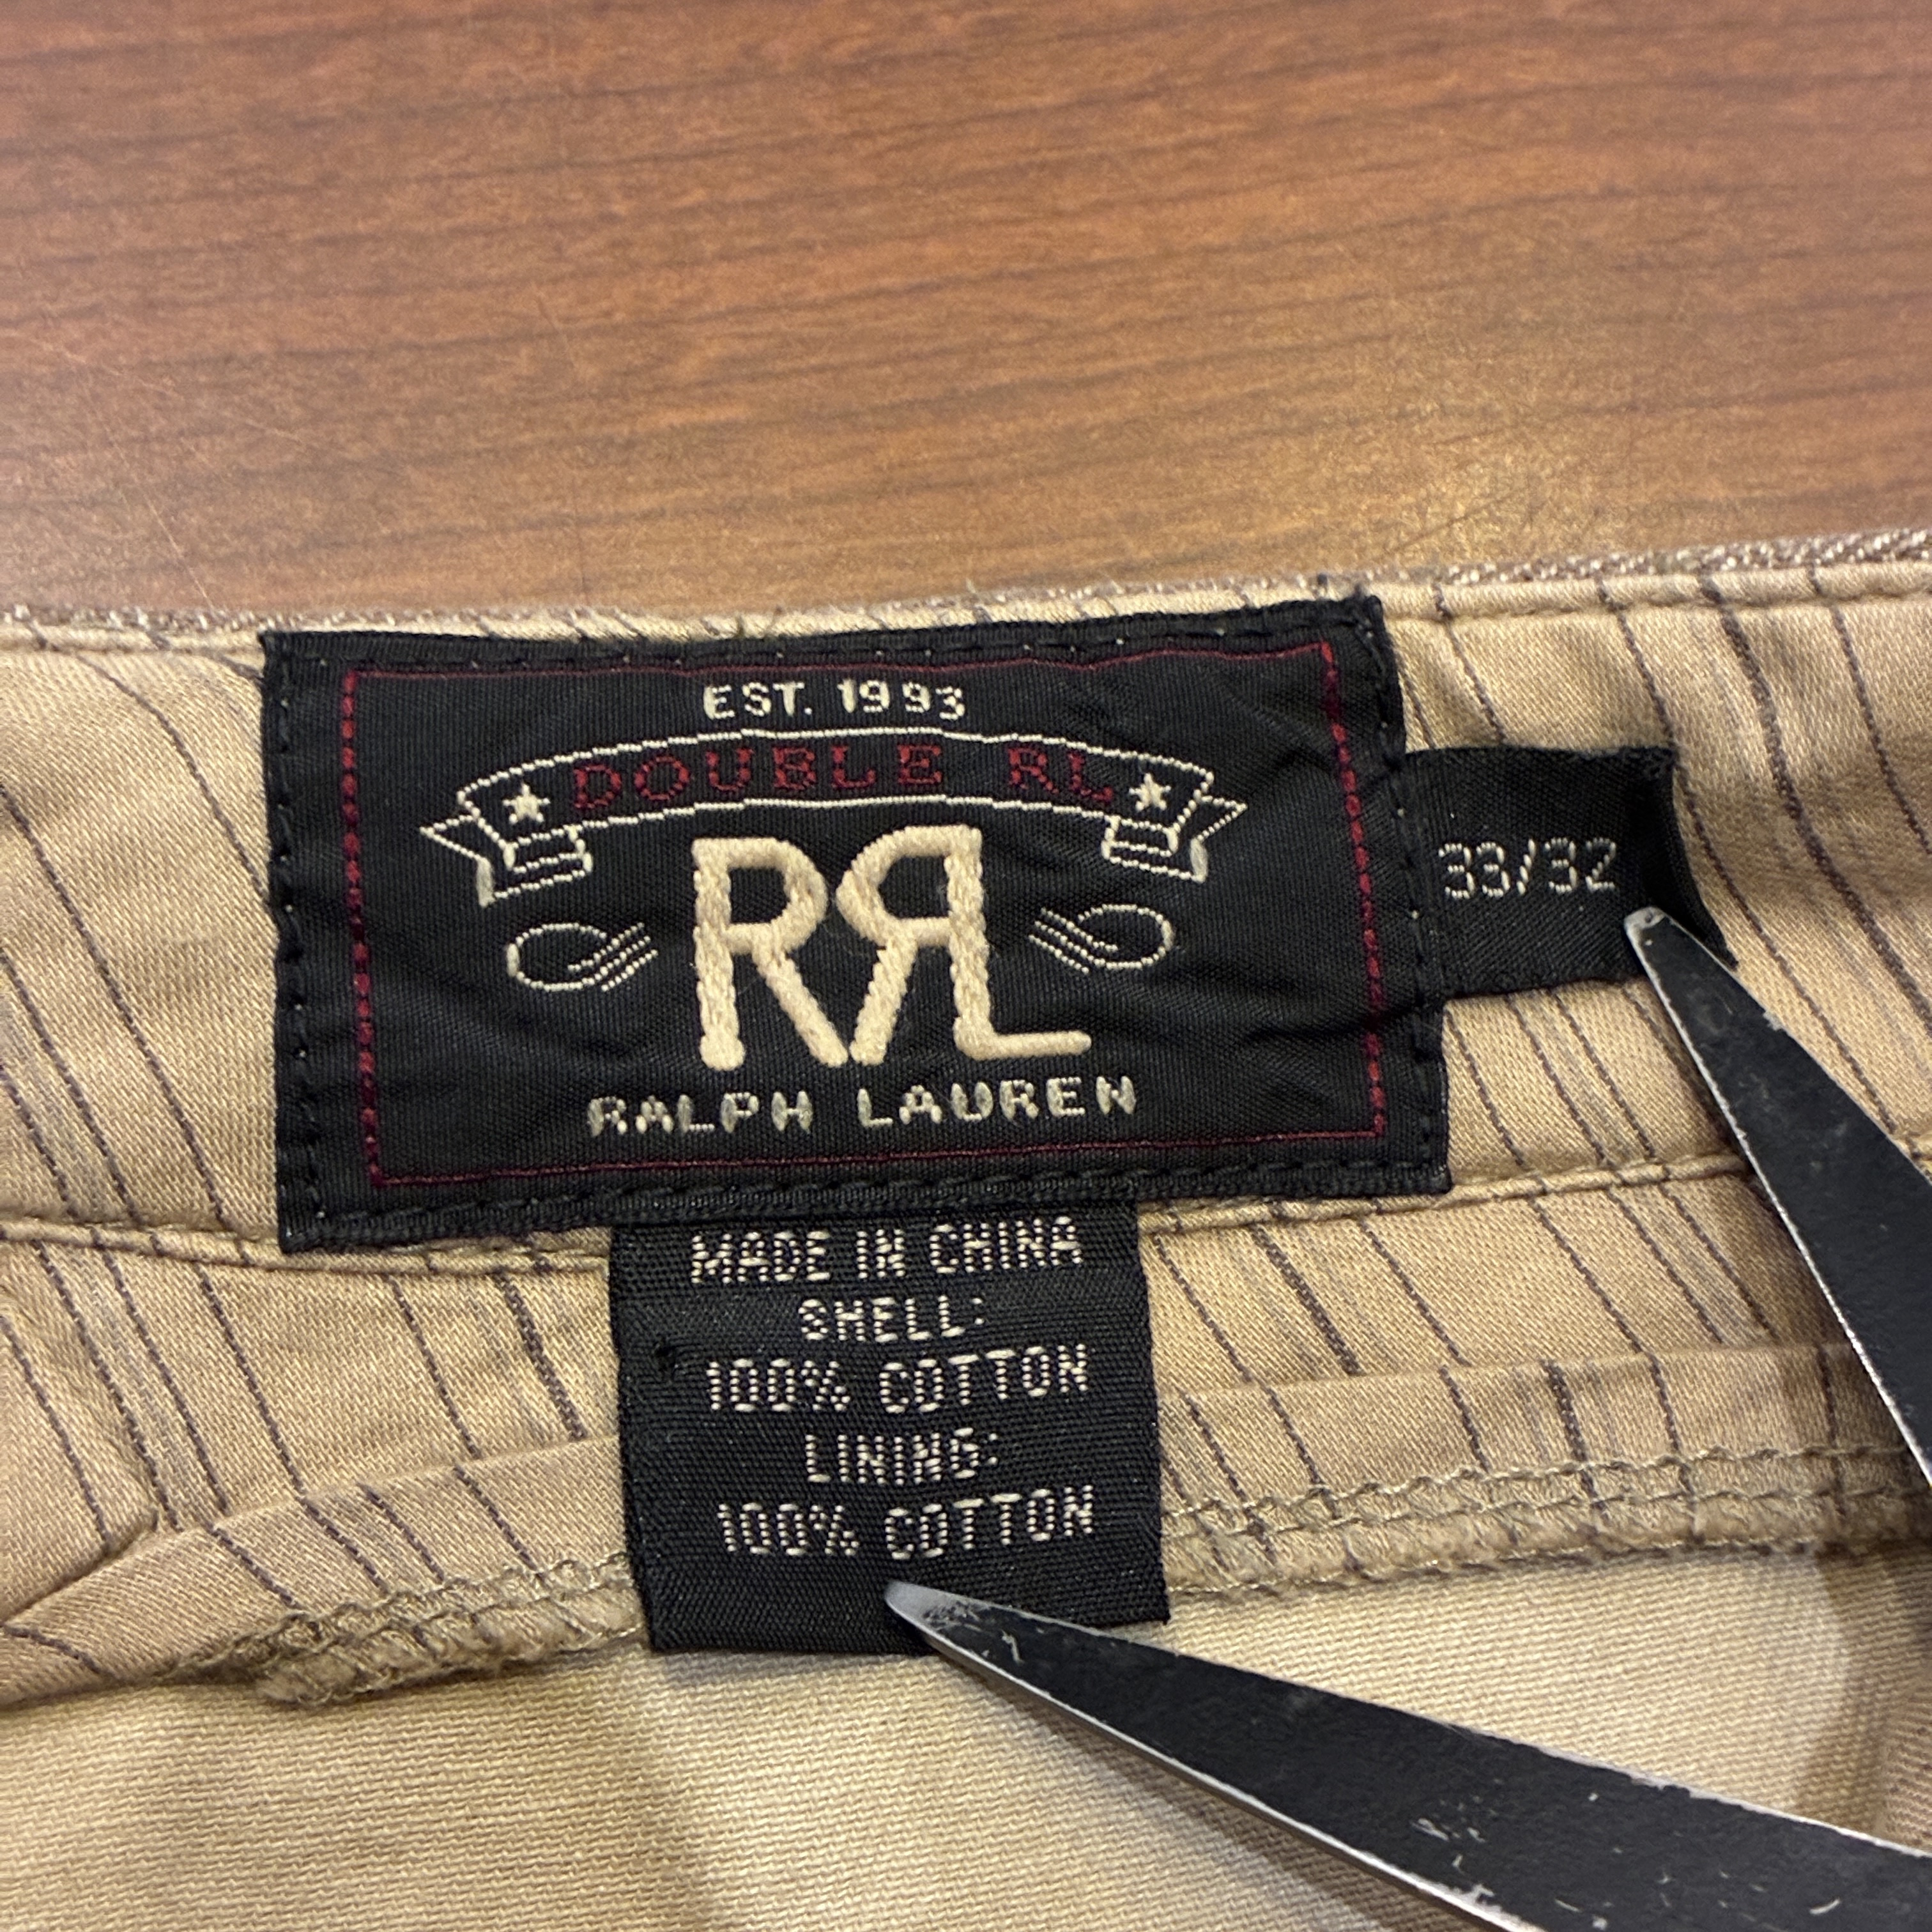 EST. 1993
DOUBLE RL
RRL
RALPH LAUREN
33/32
MADE IN CHINA
SHELL:
100% COTTON
LINING:
100% COTTON